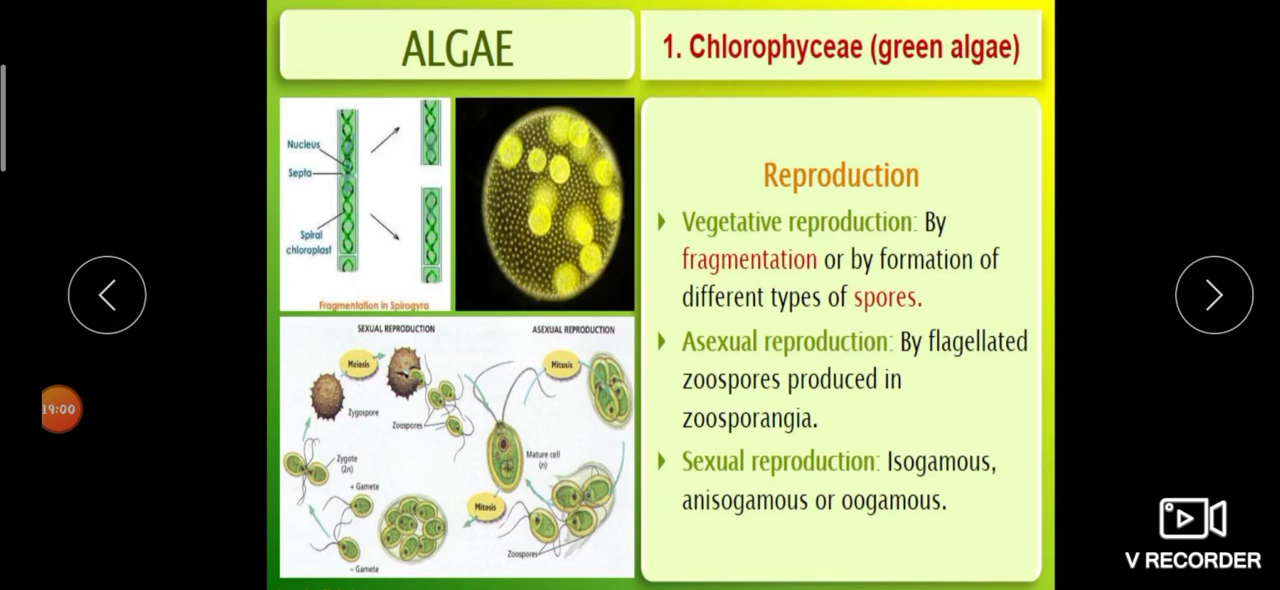 ALGAE
1. Chlorophyceae (green algae)
Nucleus
Septa
Spiral
chloroplast
Fragmentation in Spirogyra
SEXUAL REPRODUCTION
ASEXUAL REPRODUCTION
Meiosis
Mitosis
Zygospore
Zoospores
Zygote
(2n)
Mature cell
(n)
+ Gamete
Mitosis
Zoospores
– Gamete
Reproduction
Vegetative reproduction: By
fragmentation or by formation of
different types of spores.
Asexual reproduction: By flagellated
zoospores produced in
zoosporangia.
Sexual reproduction: Isogamous,
anisogamous or oogamous.
19:00
V RECORDER